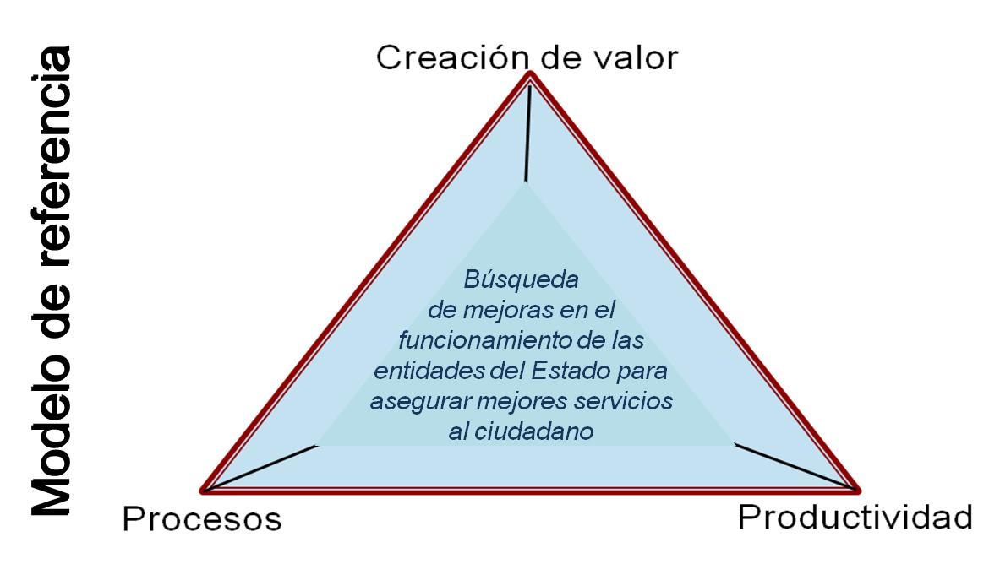 Modelo de referencia
Creación de valor
Búsqueda
de mejoras en el
funcionamiento de las
entidades del Estado para
asegurar mejores servicios
al ciudadano
Procesos
Productividad